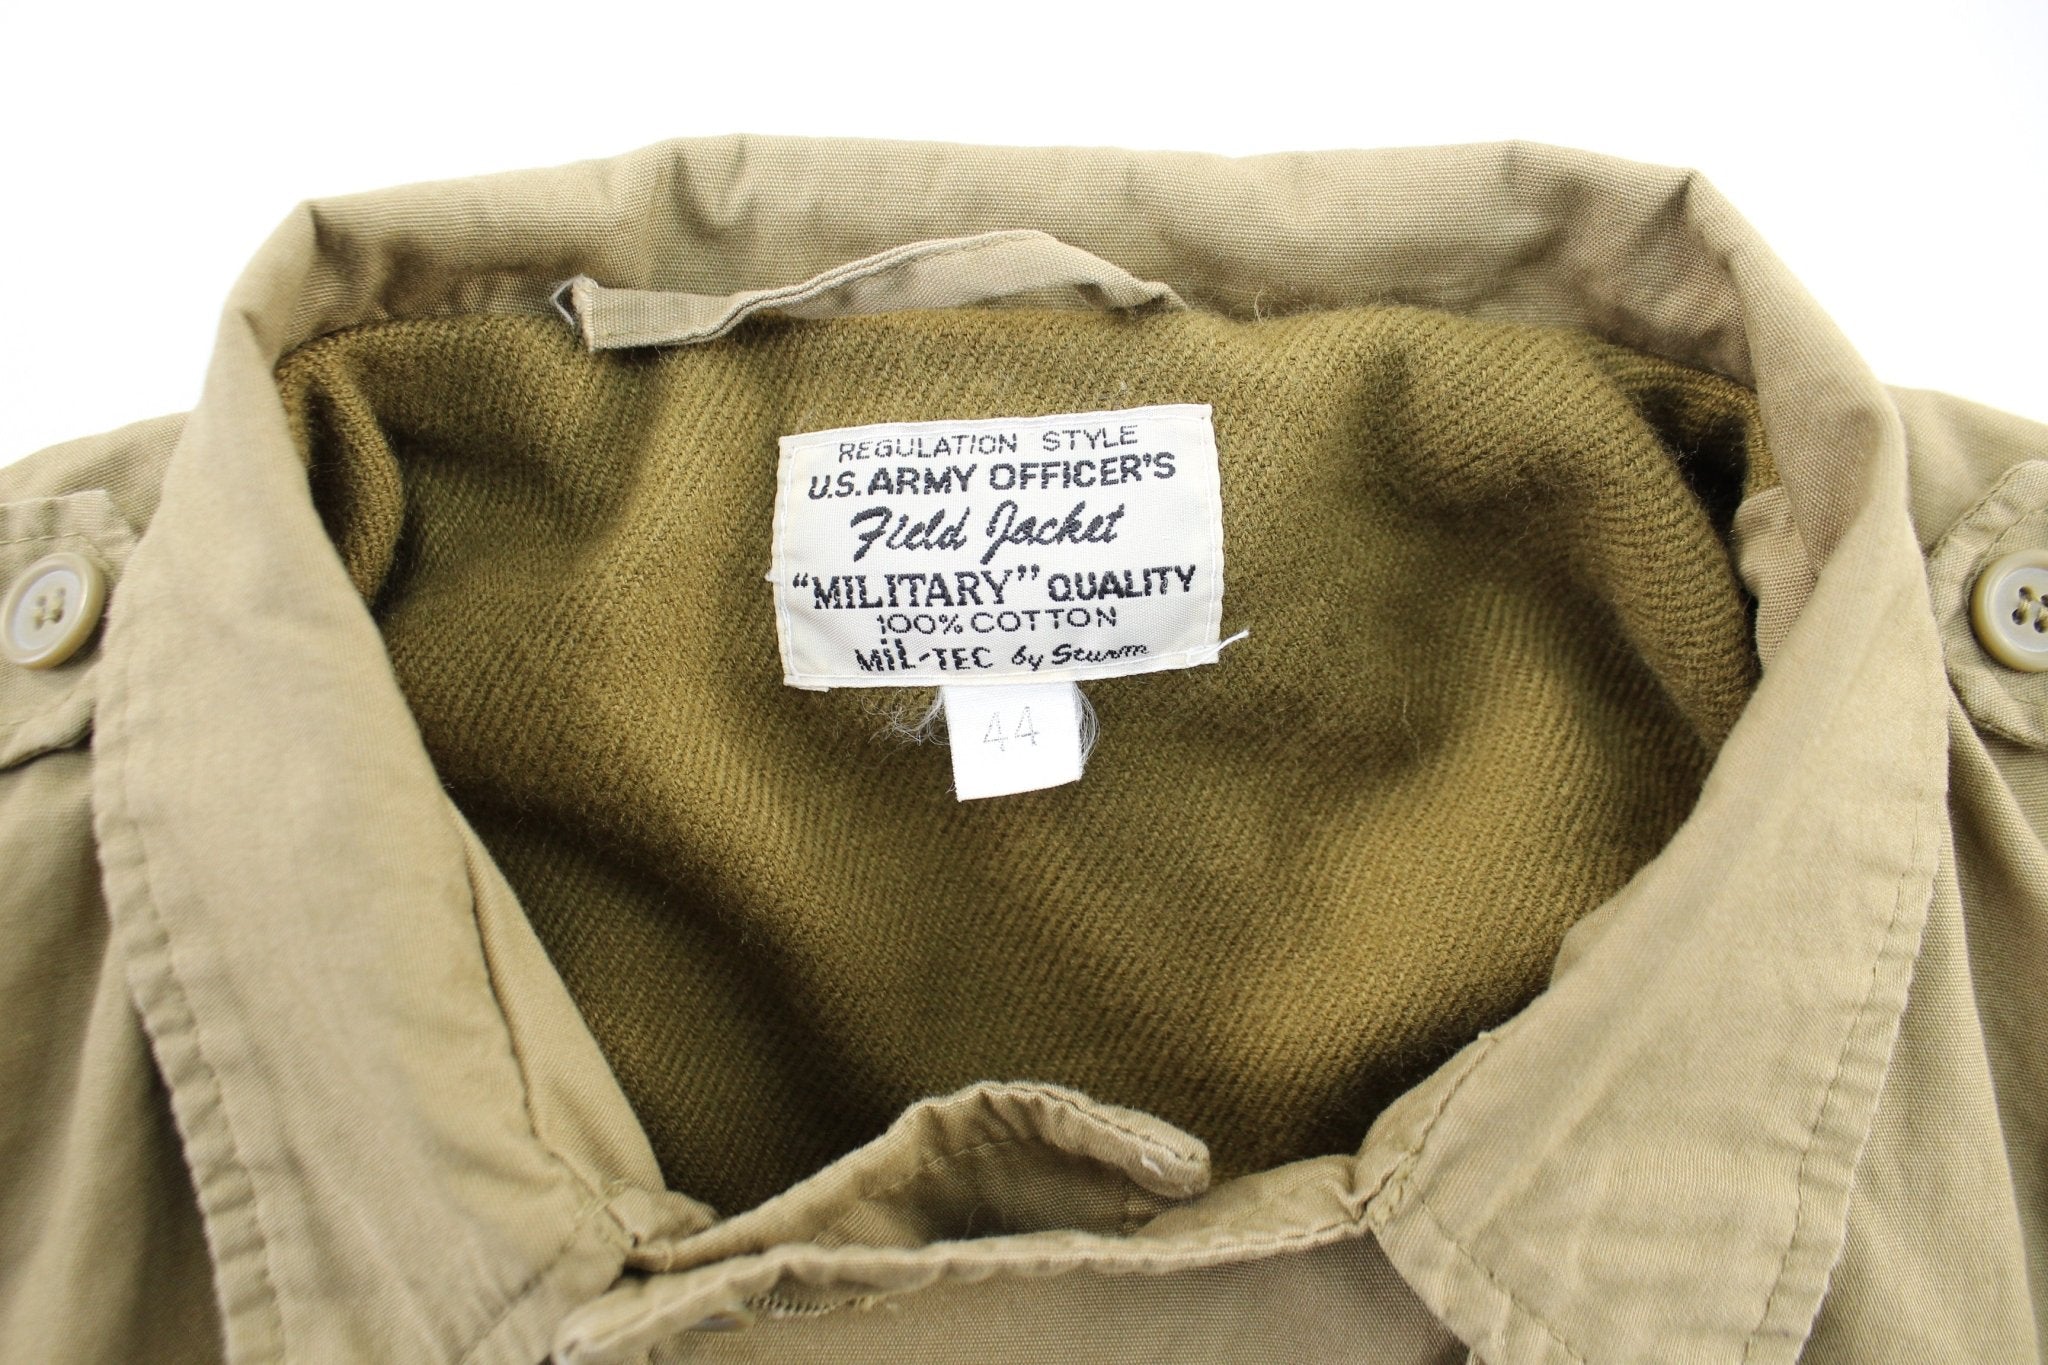 REGULATION STYLE
U.S. ARMY OFFICER'S
Field Jacket
"MILITARY" QUALITY
100% COTTON
MiL-TEC by Sturm
44